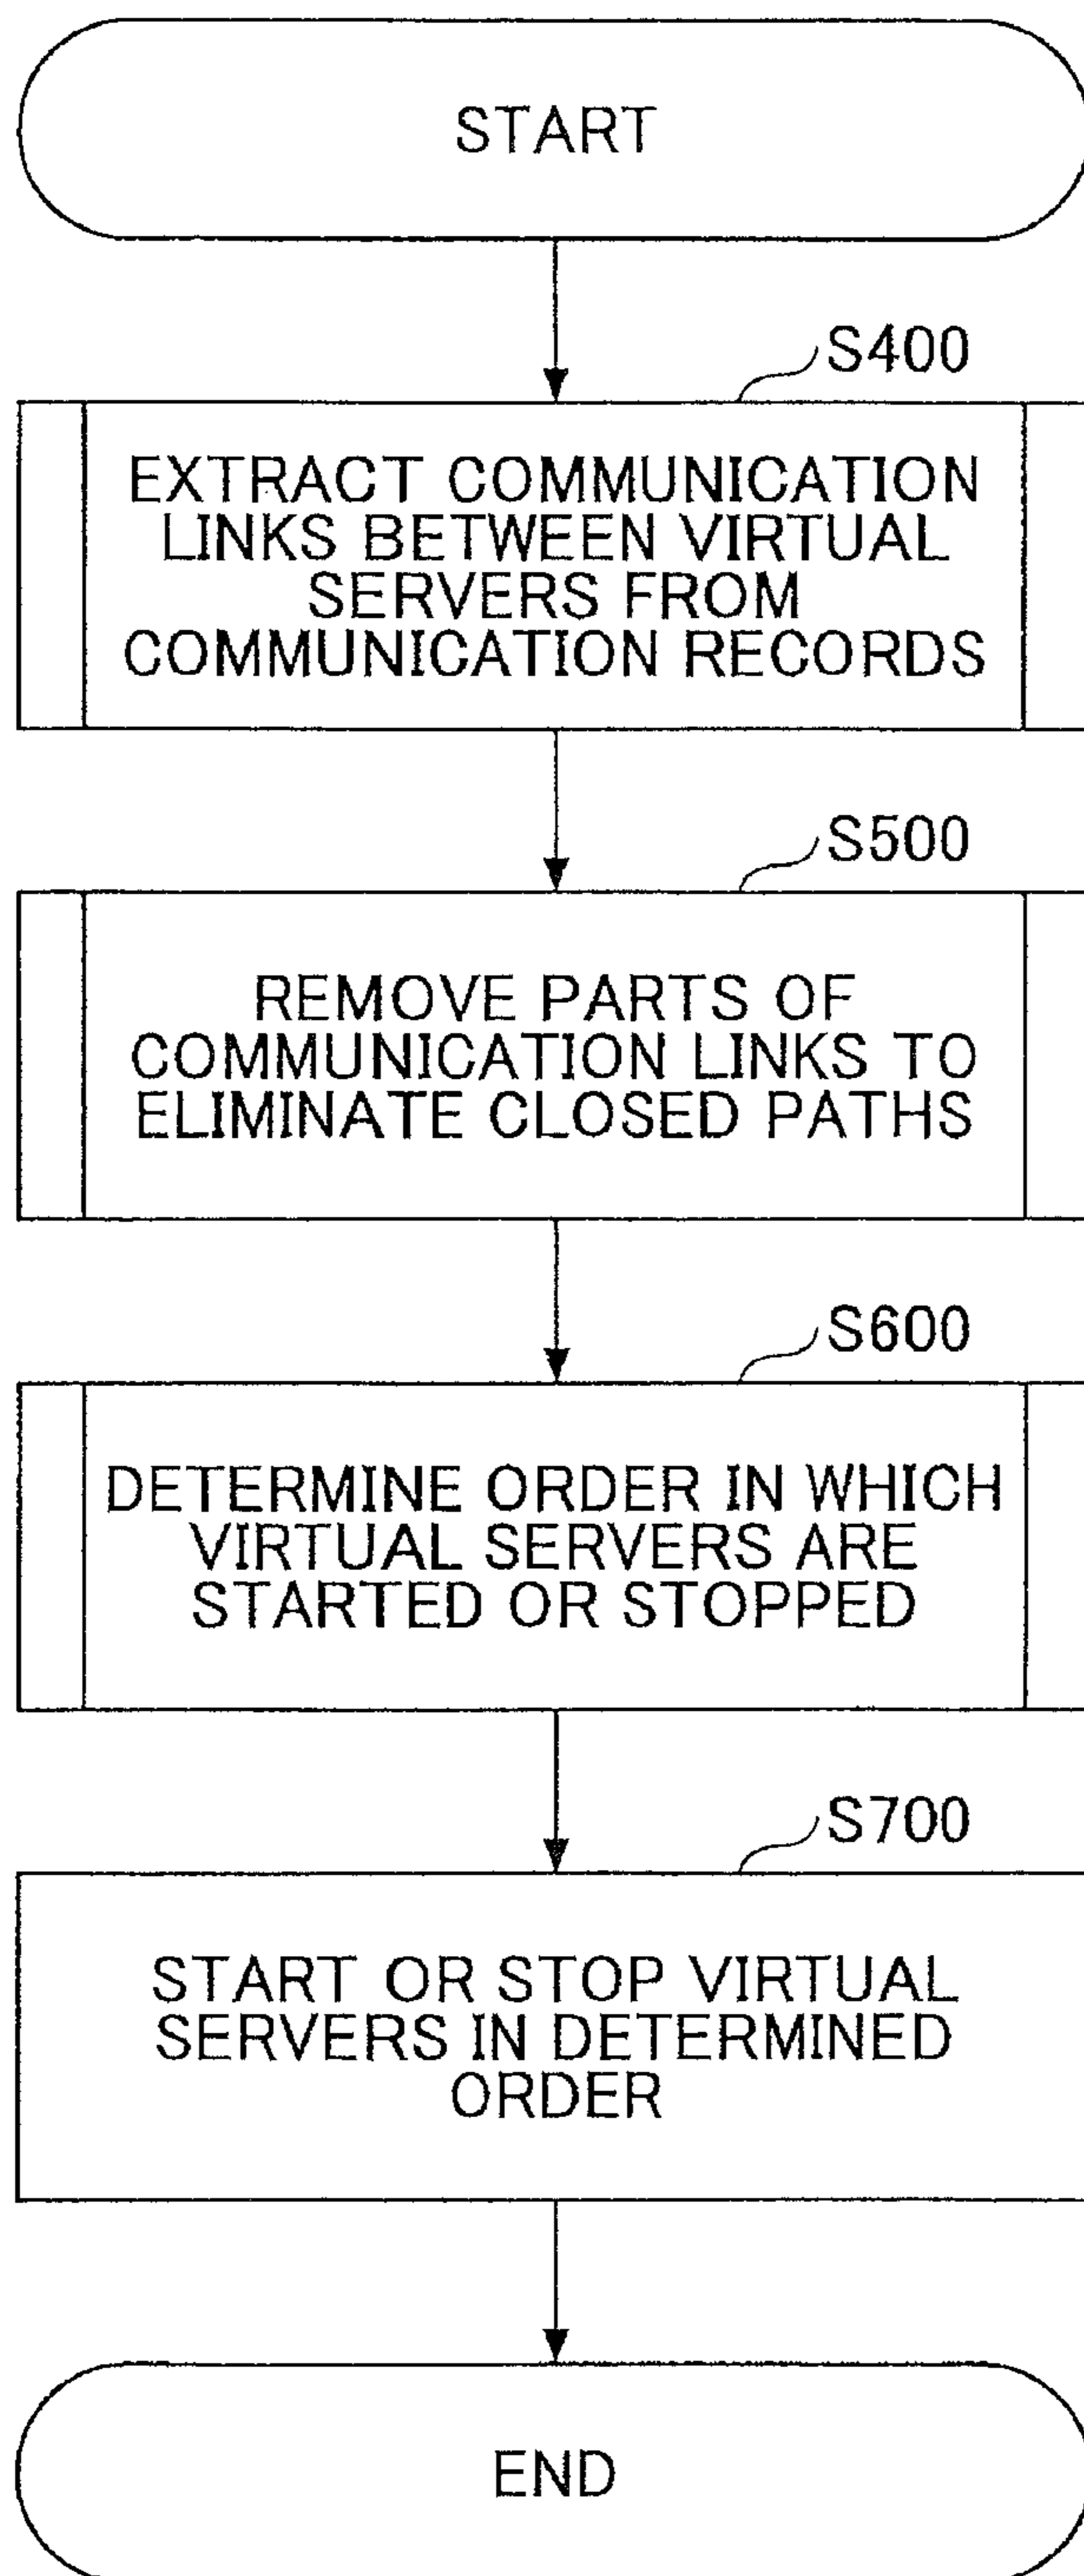 START
S400
EXTRACT COMMUNICATION
LINKS BETWEEN VIRTUAL
SERVERS FROM
COMMUNICATION RECORDS
S500
REMOVE PARTS OF
COMMUNICATION LINKS TO
ELIMINATE CLOSED PATHS
S600
DETERMINE ORDER IN WHICH
VIRTUAL SERVERS ARE
STARTED OR STOPPED
S700
START OR STOP VIRTUAL
SERVERS IN DETERMINED
ORDER
END